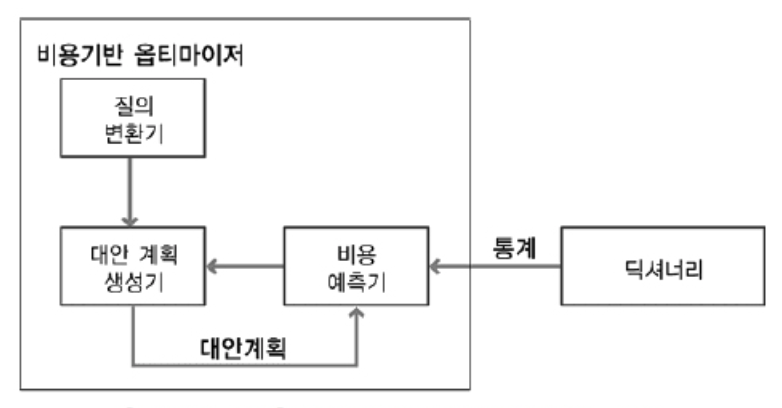 비용기반 옵티마이저
질의
변환기
대안 계획
생성기
비용
예측기
통계
딕셔너리
대안계획